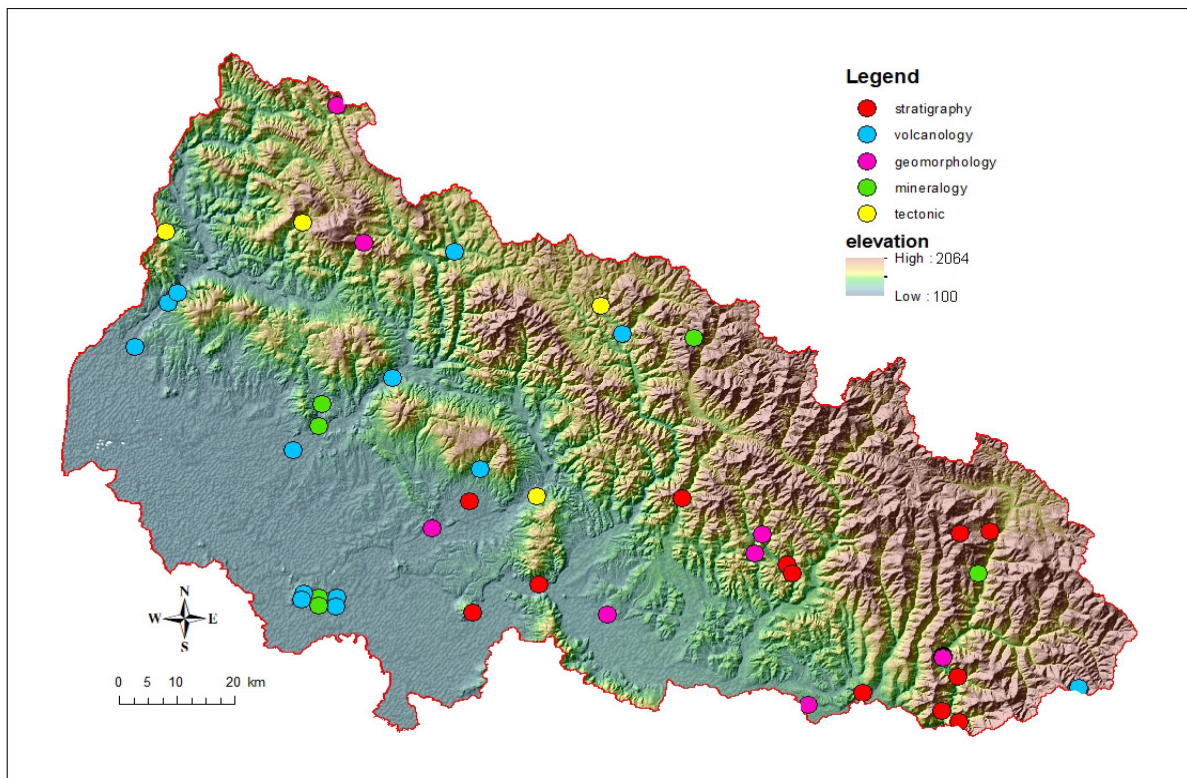 Legend
stratigraphy
volcanology
geomorphology
mineralogy
tectonic
elevation
High : 2064
Low : 100
N
W E
S
0 5 10 20 km